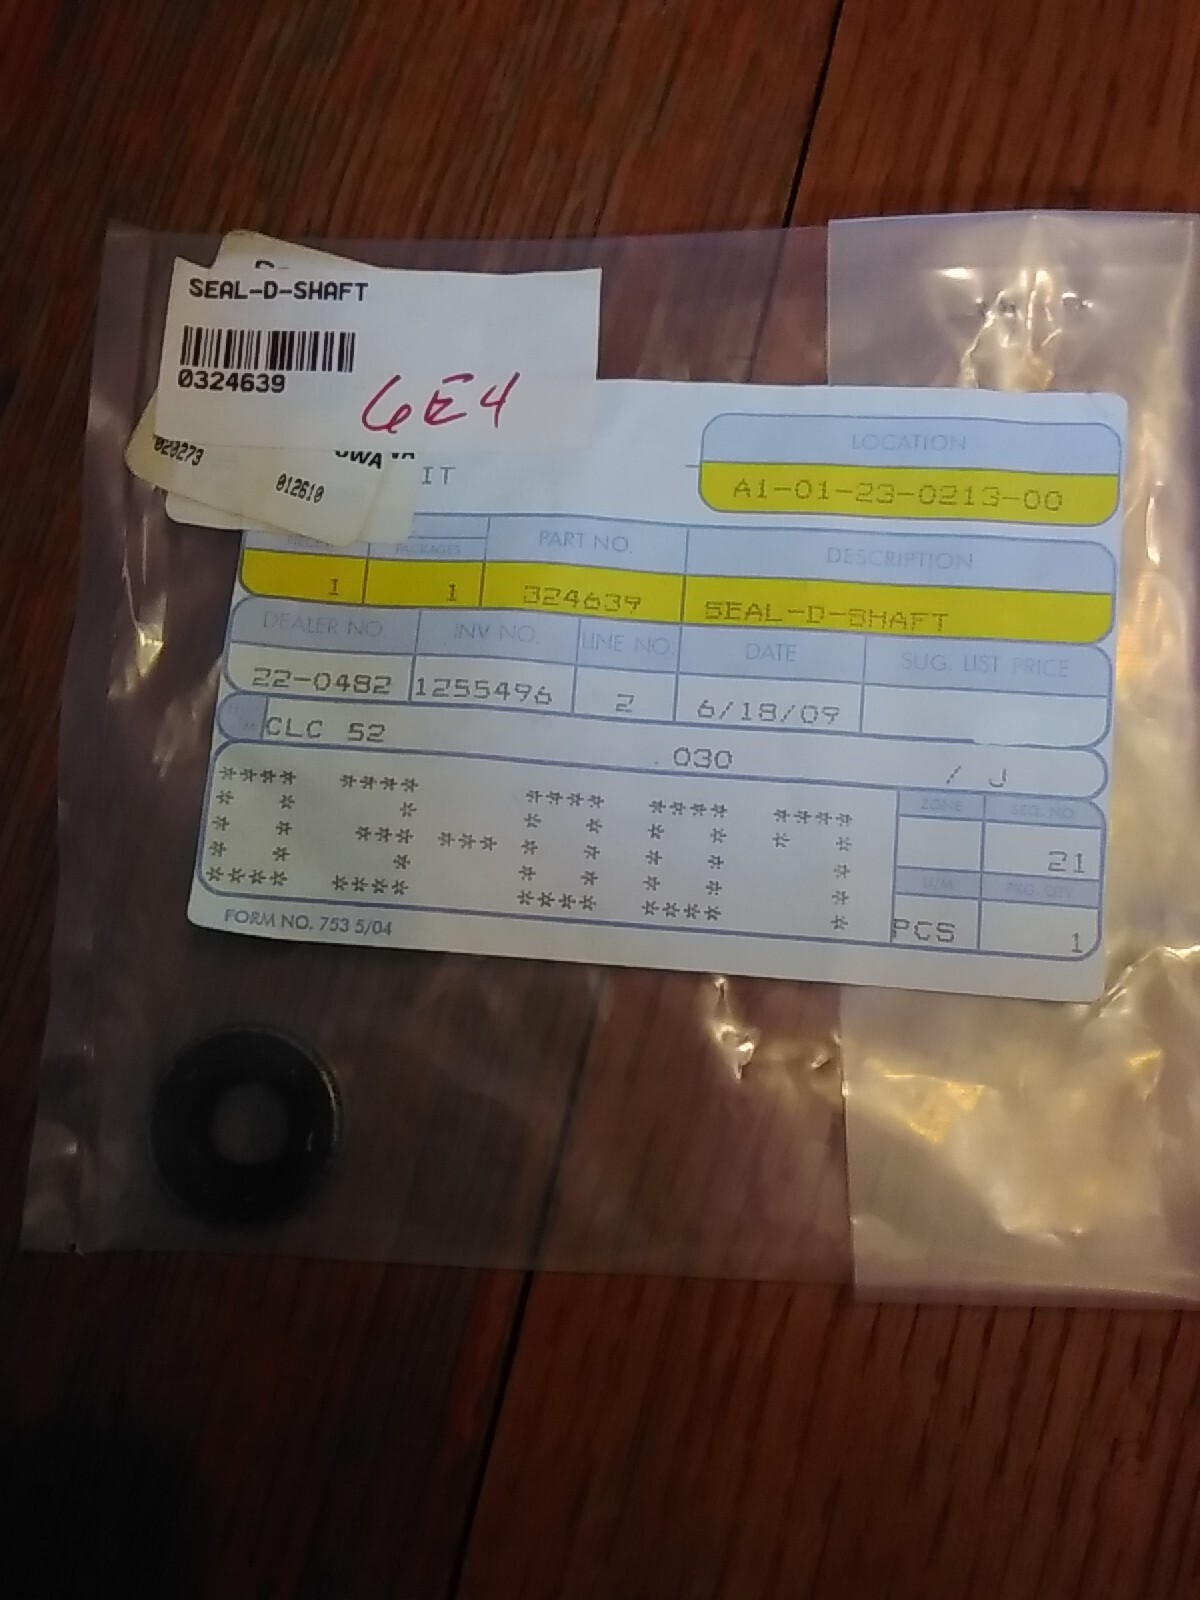 SEAL-D-SHAFT
0324639
6E4
020273
012610
IT
LOCATION
A1-01-23-0213-00
PACKAGES PART NO. DESCRIPTION
1 1 324639 SEAL-D-SHAFT
DEALER NO. INV NO. LINE NO. DATE SUG. LIST PRICE
22-0482 1255496 2 6/18/09
CLC 52 030 / J
ZONE SEQ. NO.
21
U/M PKG. QTY
PCS 1
FORM NO. 753 5/04